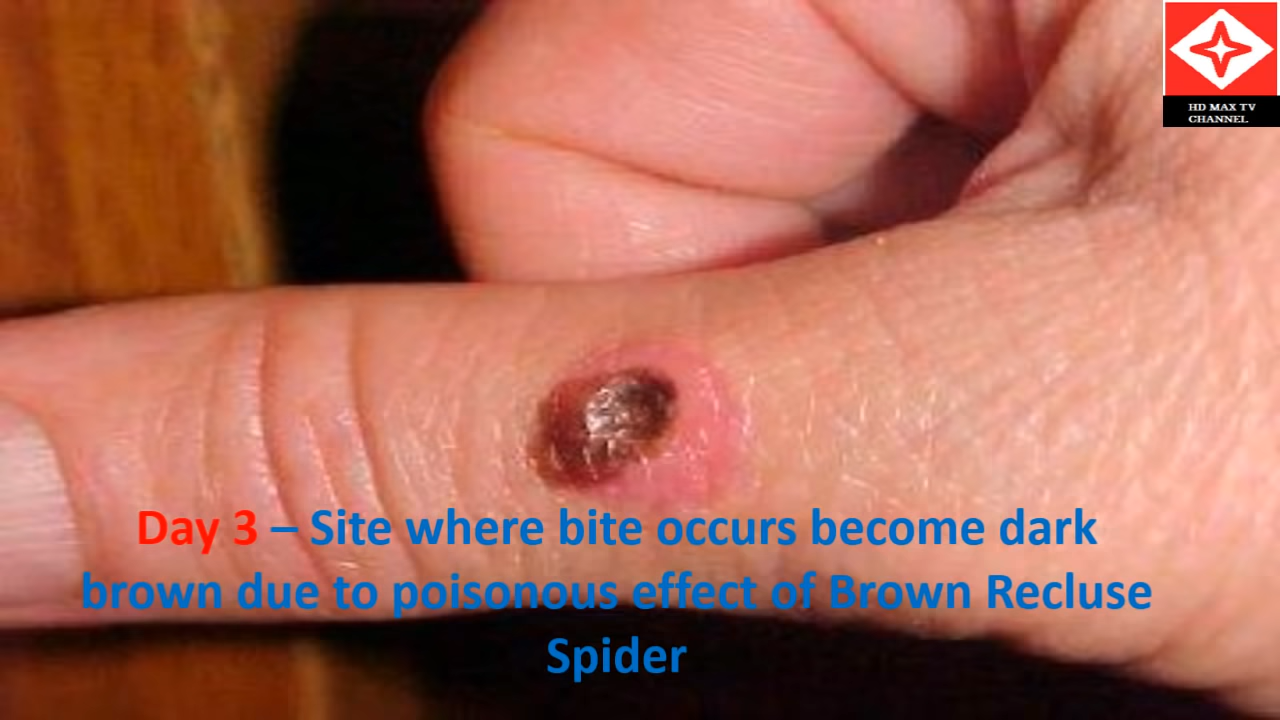 HD MAX TV
CHANNEL
Day 3 – Site where bite occurs become dark
brown due to poisonous effect of Brown Recluse
Spider